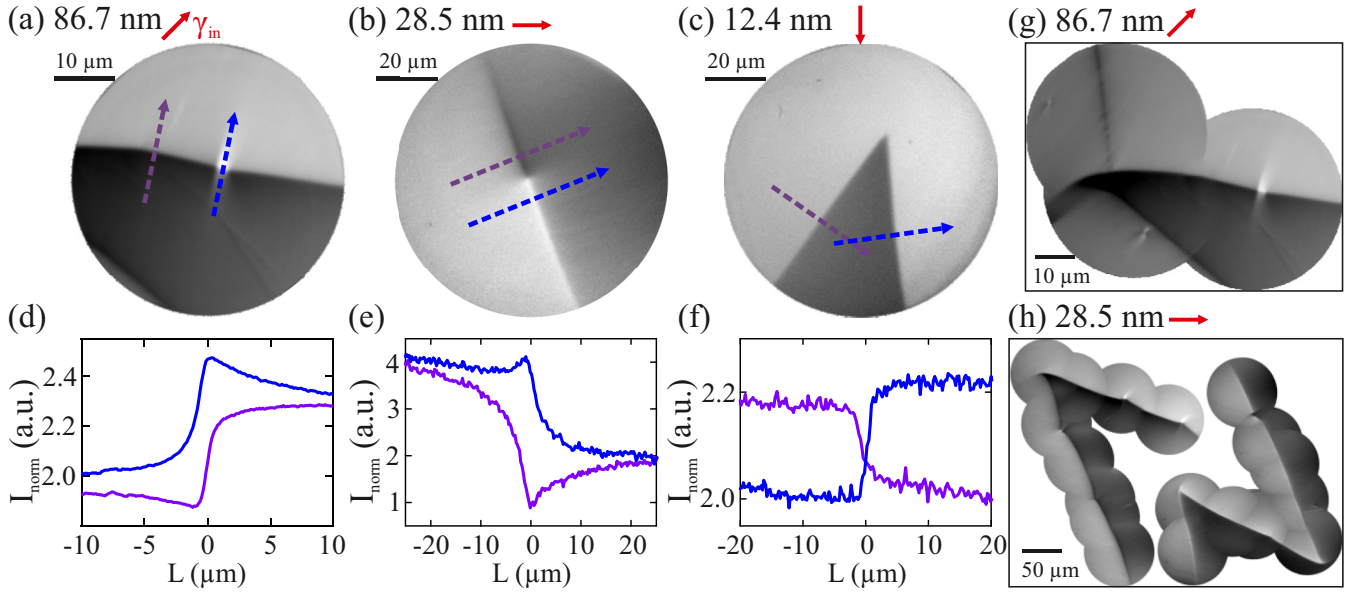 (a) 86.7 nm
γin
10 µm
(b) 28.5 nm
20 µm
(c) 12.4 nm
20 µm
(g) 86.7 nm
10 µm
(d)
Inorm (a.u.)
2.4
2.2
2.0
-10 -5 0 5 10
L (µm)
(e)
Inorm (a.u.)
4
3
2
1
-20 -10 0 10 20
L (µm)
(f)
Inorm (a.u.)
2.2
2.0
-20 -10 0 10 20
L (µm)
(h) 28.5 nm
50 µm